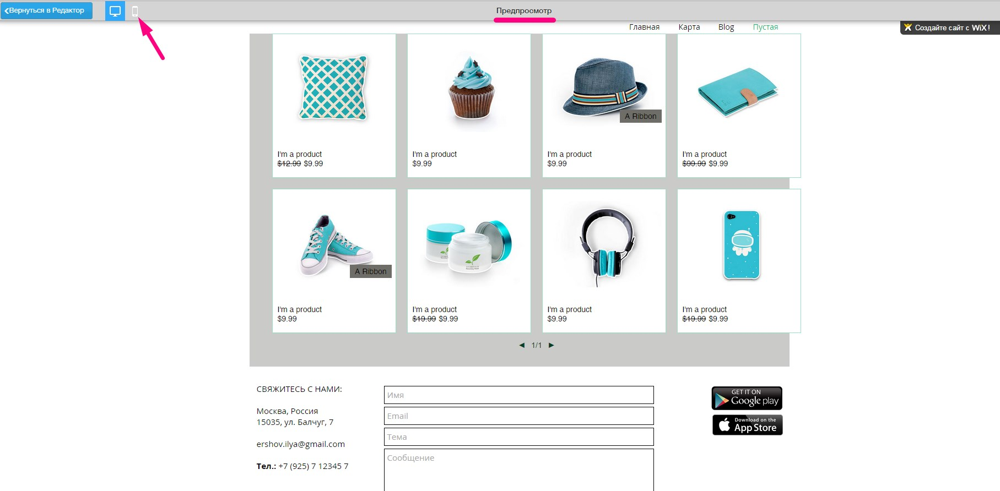 Вернуться в Редактор
Предпросмотр
Главная Карта Blog Пустая
Создайте сайт с WiX!
A Ribbon
I'm a product I'm a product I'm a product I'm a product
$12.99 $9.99 $9.99 $9.99 $99.99 $9.99
A Ribbon
I'm a product I'm a product I'm a product I'm a product
$9.99 $19.99 $9.99 $9.99 $19.99 $9.99
1/1
СВЯЖИТЕСЬ С НАМИ:
Москва, Россия
15035, ул. Балчуг, 7
ershov.ilya@gmail.com
Тел.: +7 (925) 7 12345 7
Имя
Email
Тема
Сообщение
GET IT ON
Google play
Download on the
App Store